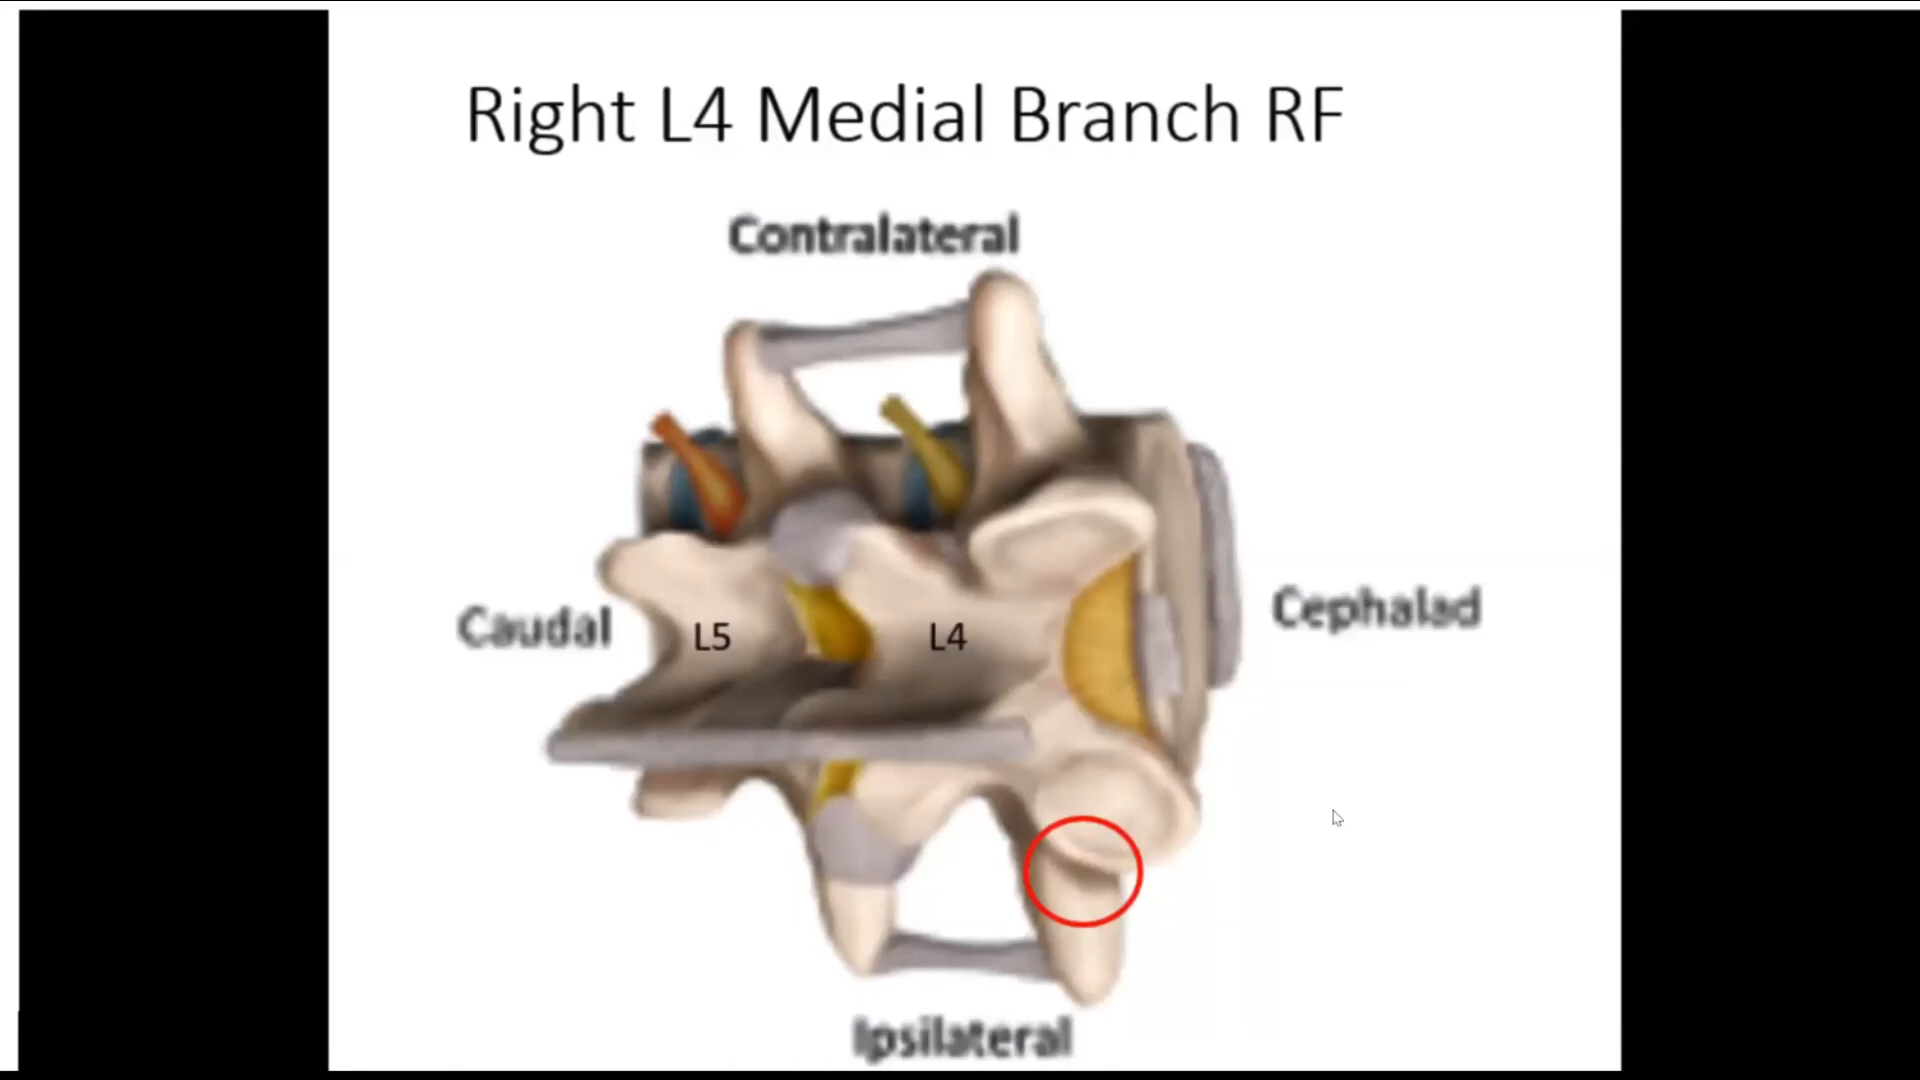 Right L4 Medial Branch RF
Contralateral
Caudal
L5
L4
Cephalad
Ipsilateral